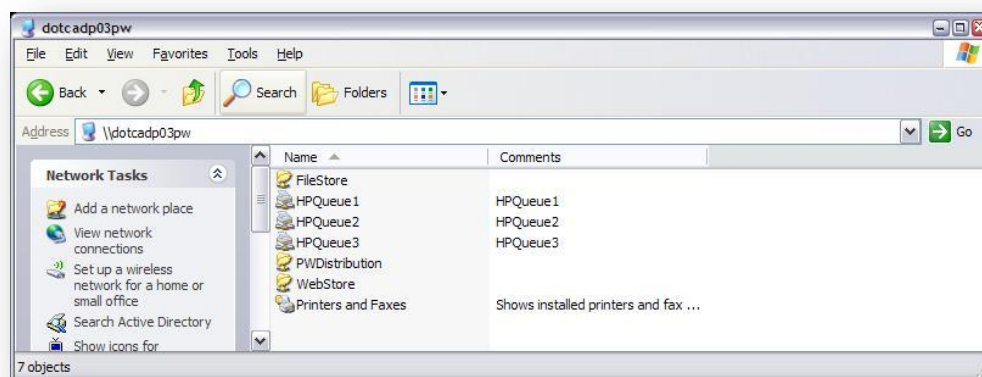 dotcadp03pw
File Edit View Favorites Tools Help
Back Search Folders
Address \\dotcadp03pw Go
Name Comments
Network Tasks
Add a network place
View network
connections
Set up a wireless
network for a home or
small office
Search Active Directory
Show icons for
FileStore
HPQueue1 HPQueue1
HPQueue2 HPQueue2
HPQueue3 HPQueue3
PWDistribution
WebStore
Printers and Faxes Shows installed printers and fax ...
7 objects